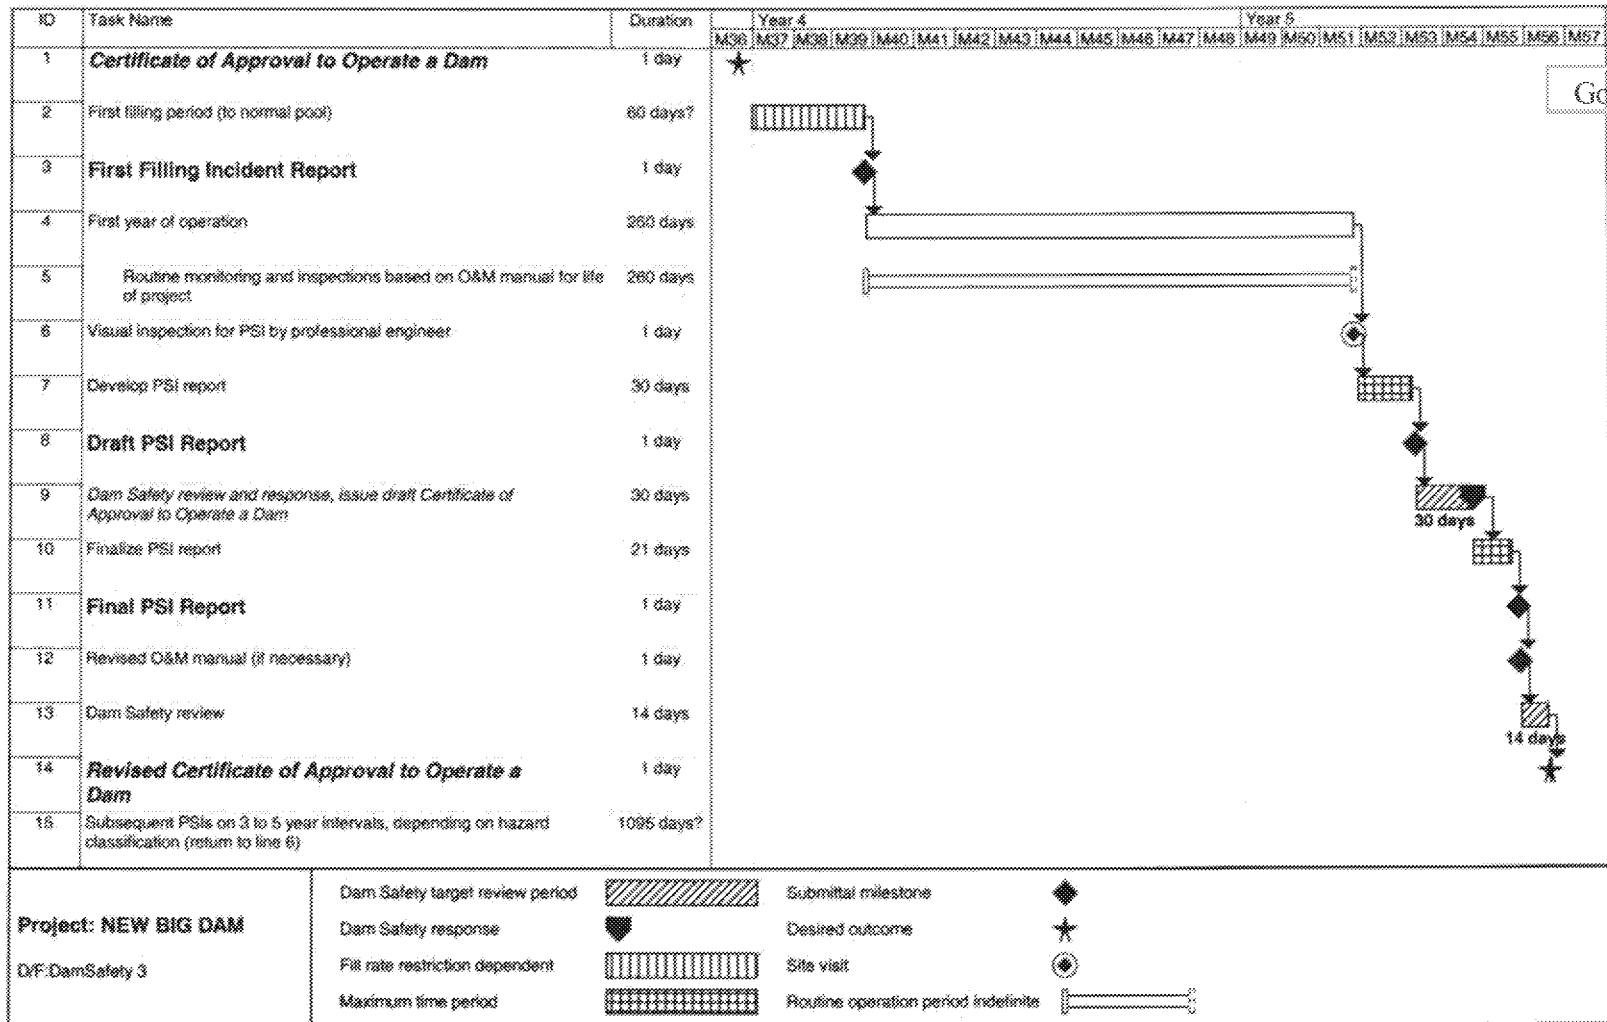 ID Task Name Duration Year 4 Year 5
M36 M37 M38 M39 M40 M41 M42 M43 M44 M45 M46 M47 M48 M49 M50 M51 M52 M53 M54 M55 M56 M57
1 Certificate of Approval to Operate a Dam 1 day
Go
2 First filling period (to normal pool) 60 days?
3 First Filling Incident Report 1 day
4 First year of operation 260 days
5 Routine monitoring and inspections based on O&M manual for life 260 days
of project
6 Visual inspection for PSI by professional engineer 1 day
7 Develop PSI report 30 days
8 Draft PSI Report 1 day
9 Dam Safety review and response, issue draft Certificate of 30 days
Approval to Operate a Dam
30 days
10 Finalize PSI report 21 days
11 Final PSI Report 1 day
12 Revised O&M manual (if necessary) 1 day
13 Dam Safety review 14 days
14 days
14 Revised Certificate of Approval to Operate a 1 day
Dam
15 Subsequent PSIs on 3 to 5 year intervals, depending on hazard 1095 days?
classification (return to line 6)
Project: NEW BIG DAM
D/F:DamSafety 3
Dam Safety target review period Submittal milestone
Dam Safety response Desired outcome
Fill rate restriction dependent Site visit
Maximum time period Routine operation period indefinite